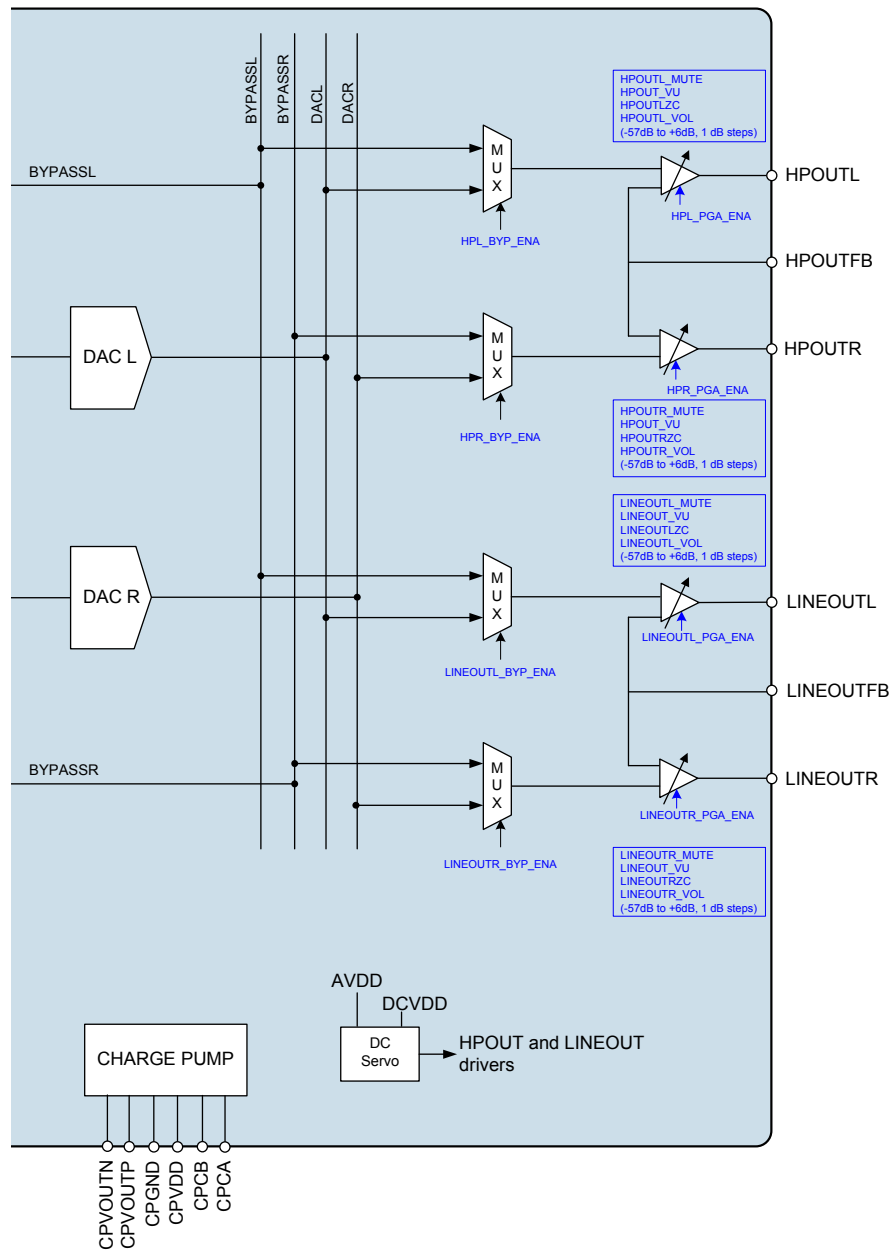 BYPASSL
BYPASSR
DACL
DACR
HPOUTL_MUTE
HPOUT_VU
HPOUTLZC
HPOUTL_VOL
(-57dB to +6dB, 1 dB steps)
MUX
BYPASSL
HPOUTL
HPL_PGA_ENA
HPL_BYP_ENA
HPOUTFB
MUX
DAC L
HPOUTR
HPR_PGA_ENA
HPR_BYP_ENA
HPOUTR_MUTE
HPOUT_VU
HPOUTRZC
HPOUTR_VOL
(-57dB to +6dB, 1 dB steps)
LINEOUTL_MUTE
LINEOUT_VU
LINEOUTLZC
LINEOUTL_VOL
(-57dB to +6dB, 1 dB steps)
MUX
DAC R
LINEOUTL
LINEOUTL_PGA_ENA
LINEOUTL_BYP_ENA
LINEOUTFB
MUX
BYPASSR
LINEOUTR
LINEOUTR_PGA_ENA
LINEOUTR_BYP_ENA
LINEOUTR_MUTE
LINEOUT_VU
LINEOUTRZC
LINEOUTR_VOL
(-57dB to +6dB, 1 dB steps)
AVDD
DCVDD
DC
Servo
HPOUT and LINEOUT
drivers
CHARGE PUMP
CPVOUTN
CPVOUTP
CPGND
CPVDD
CPCB
CPCA